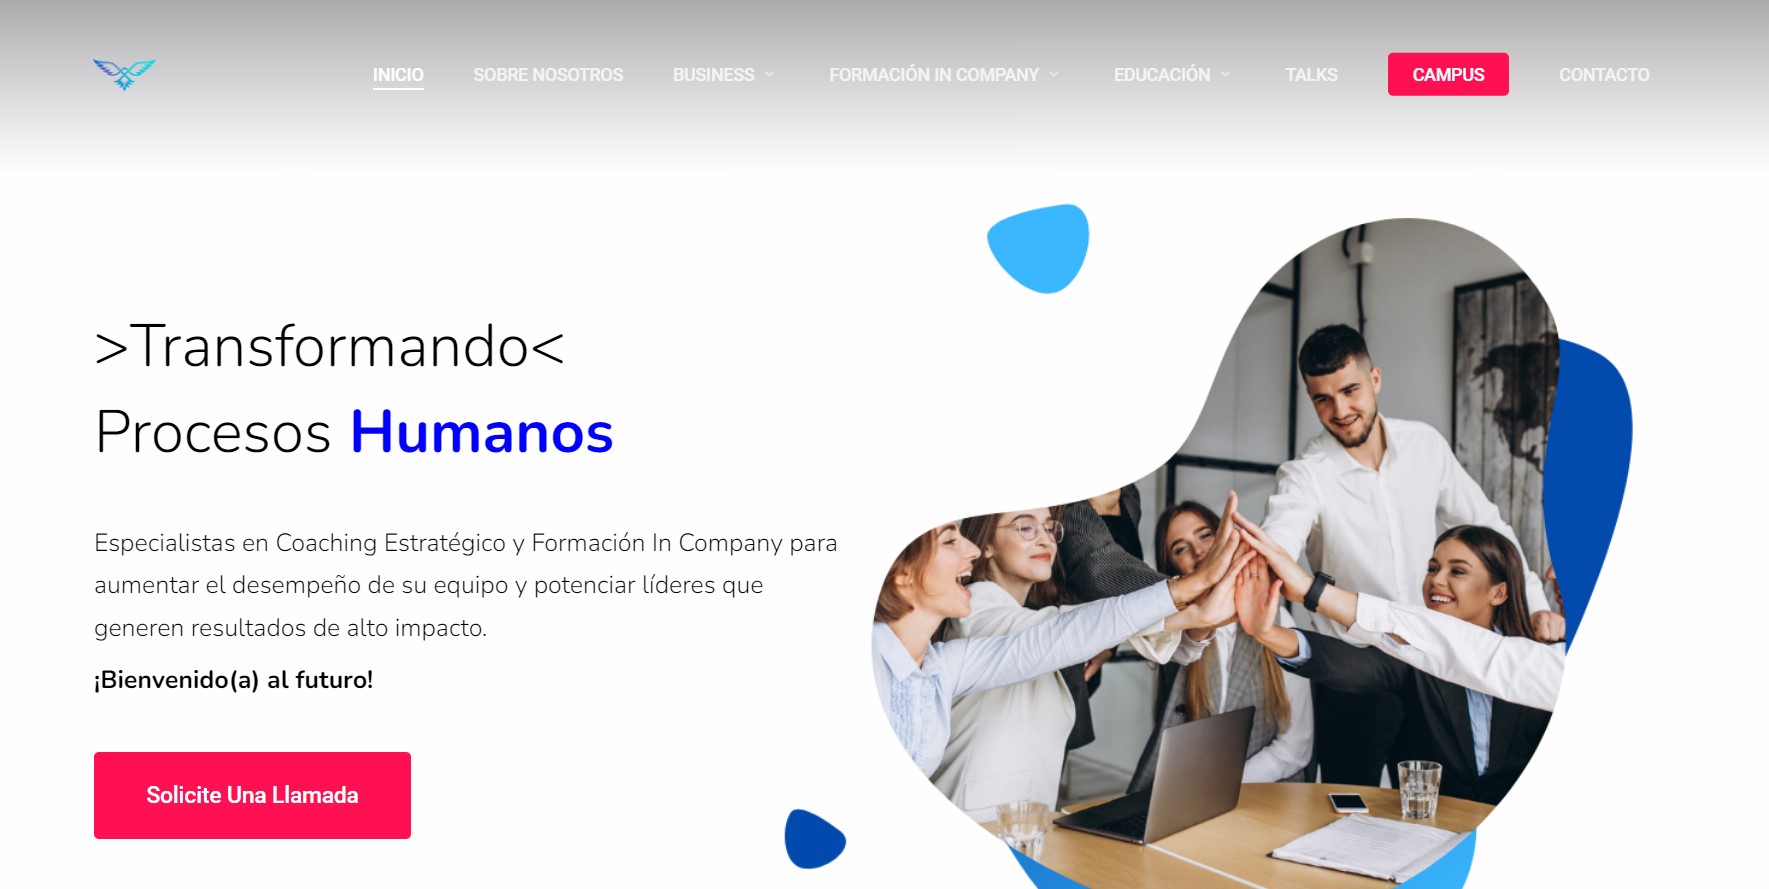 INICIO SOBRE NOSOTROS BUSINESS FORMACIÓN IN COMPANY EDUCACIÓN TALKS CAMPUS CONTACTO
>Transformando<
Procesos Humanos
Especialistas en Coaching Estratégico y Formación In Company para
aumentar el desempeño de su equipo y potenciar líderes que
generen resultados de alto impacto.
¡Bienvenido(a) al futuro!
Solicite Una Llamada